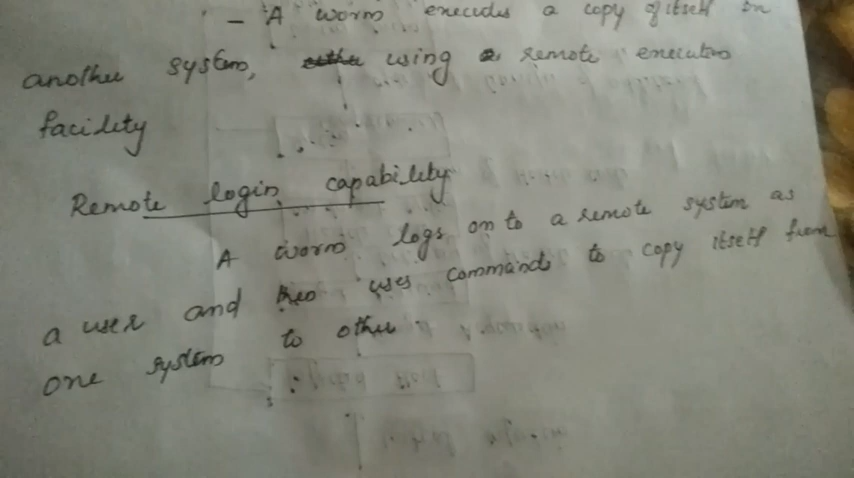 - A worm executes a copy of itself on
another system, using a remote execution
facility
Remote login capability
A worm logs on to a remote system as
a user and then uses commands to copy itself from
one system to other